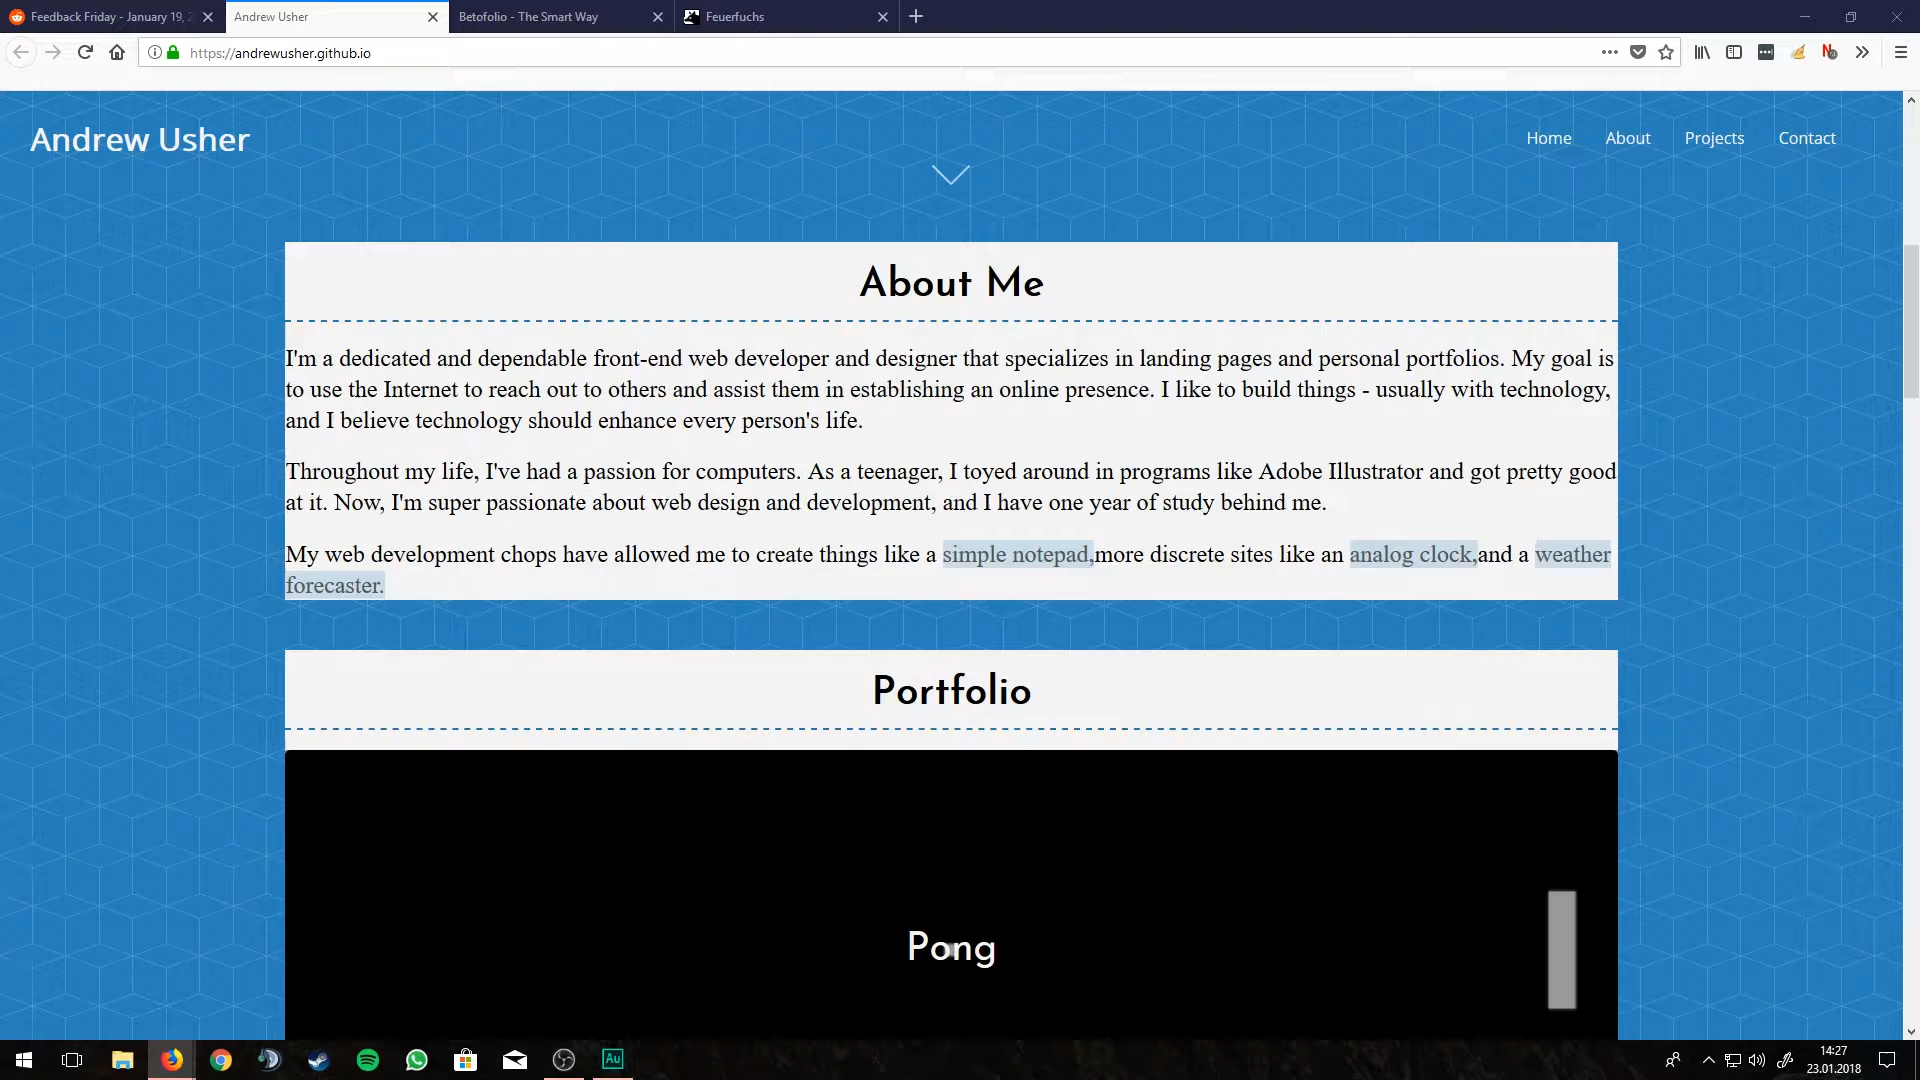 Feedback Friday - January 19, 2
Andrew Usher
Betofolio - The Smart Way
Feuerfuchs
https://andrewusher.github.io
Andrew Usher
Home
About
Projects
Contact
About Me
I'm a dedicated and dependable front-end web developer and designer that specializes in landing pages and personal portfolios. My goal is
to use the Internet to reach out to others and assist them in establishing an online presence. I like to build things - usually with technology,
and I believe technology should enhance every person's life.
Throughout my life, I've had a passion for computers. As a teenager, I toyed around in programs like Adobe Illustrator and got pretty good
at it. Now, I'm super passionate about web design and development, and I have one year of study behind me.
My web development chops have allowed me to create things like a simple notepad,more discrete sites like an analog clock,and a weather
forecaster.
Portfolio
Pong
Au
14:27
23.01.2018